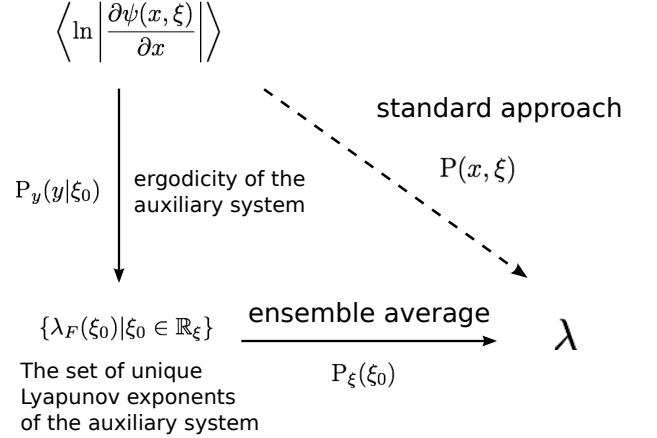 ⟨ ln | ∂ψ(x, ξ) / ∂x | ⟩
standard approach
P(x, ξ)
P_y(y|ξ_0)
ergodicity of the
auxiliary system
{λ_F(ξ_0)|ξ_0 ∈ ℝ_ξ}
ensemble average
λ
P_ξ(ξ_0)
The set of unique
Lyapunov exponents
of the auxiliary system